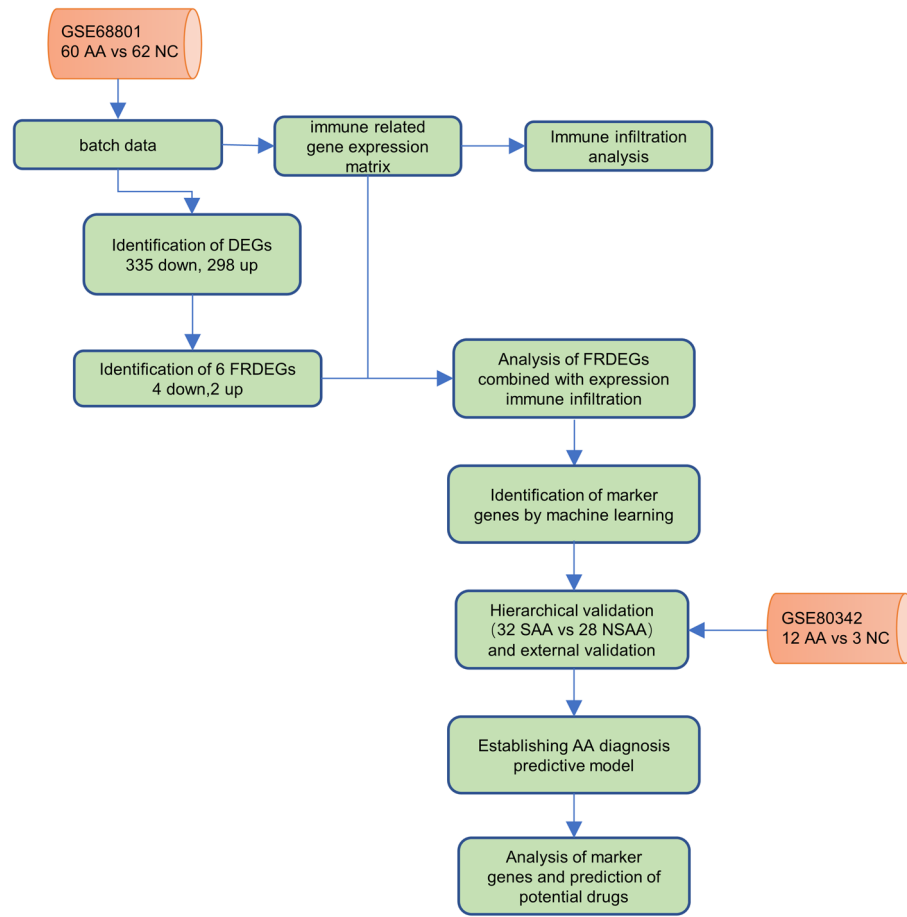 GSE68801
60 AA vs 62 NC
batch data
immune related
gene expression
matrix
Immune infiltration
analysis
Identification of DEGs
335 down, 298 up
Identification of 6 FRDEGs
4 down,2 up
Analysis of FRDEGs
combined with expression
immune infiltration
Identification of marker
genes by machine learning
Hierarchical validation
(32 SAA vs 28 NSAA)
and external validation
GSE80342
12 AA vs 3 NC
Establishing AA diagnosis
predictive model
Analysis of marker
genes and prediction of
potential drugs